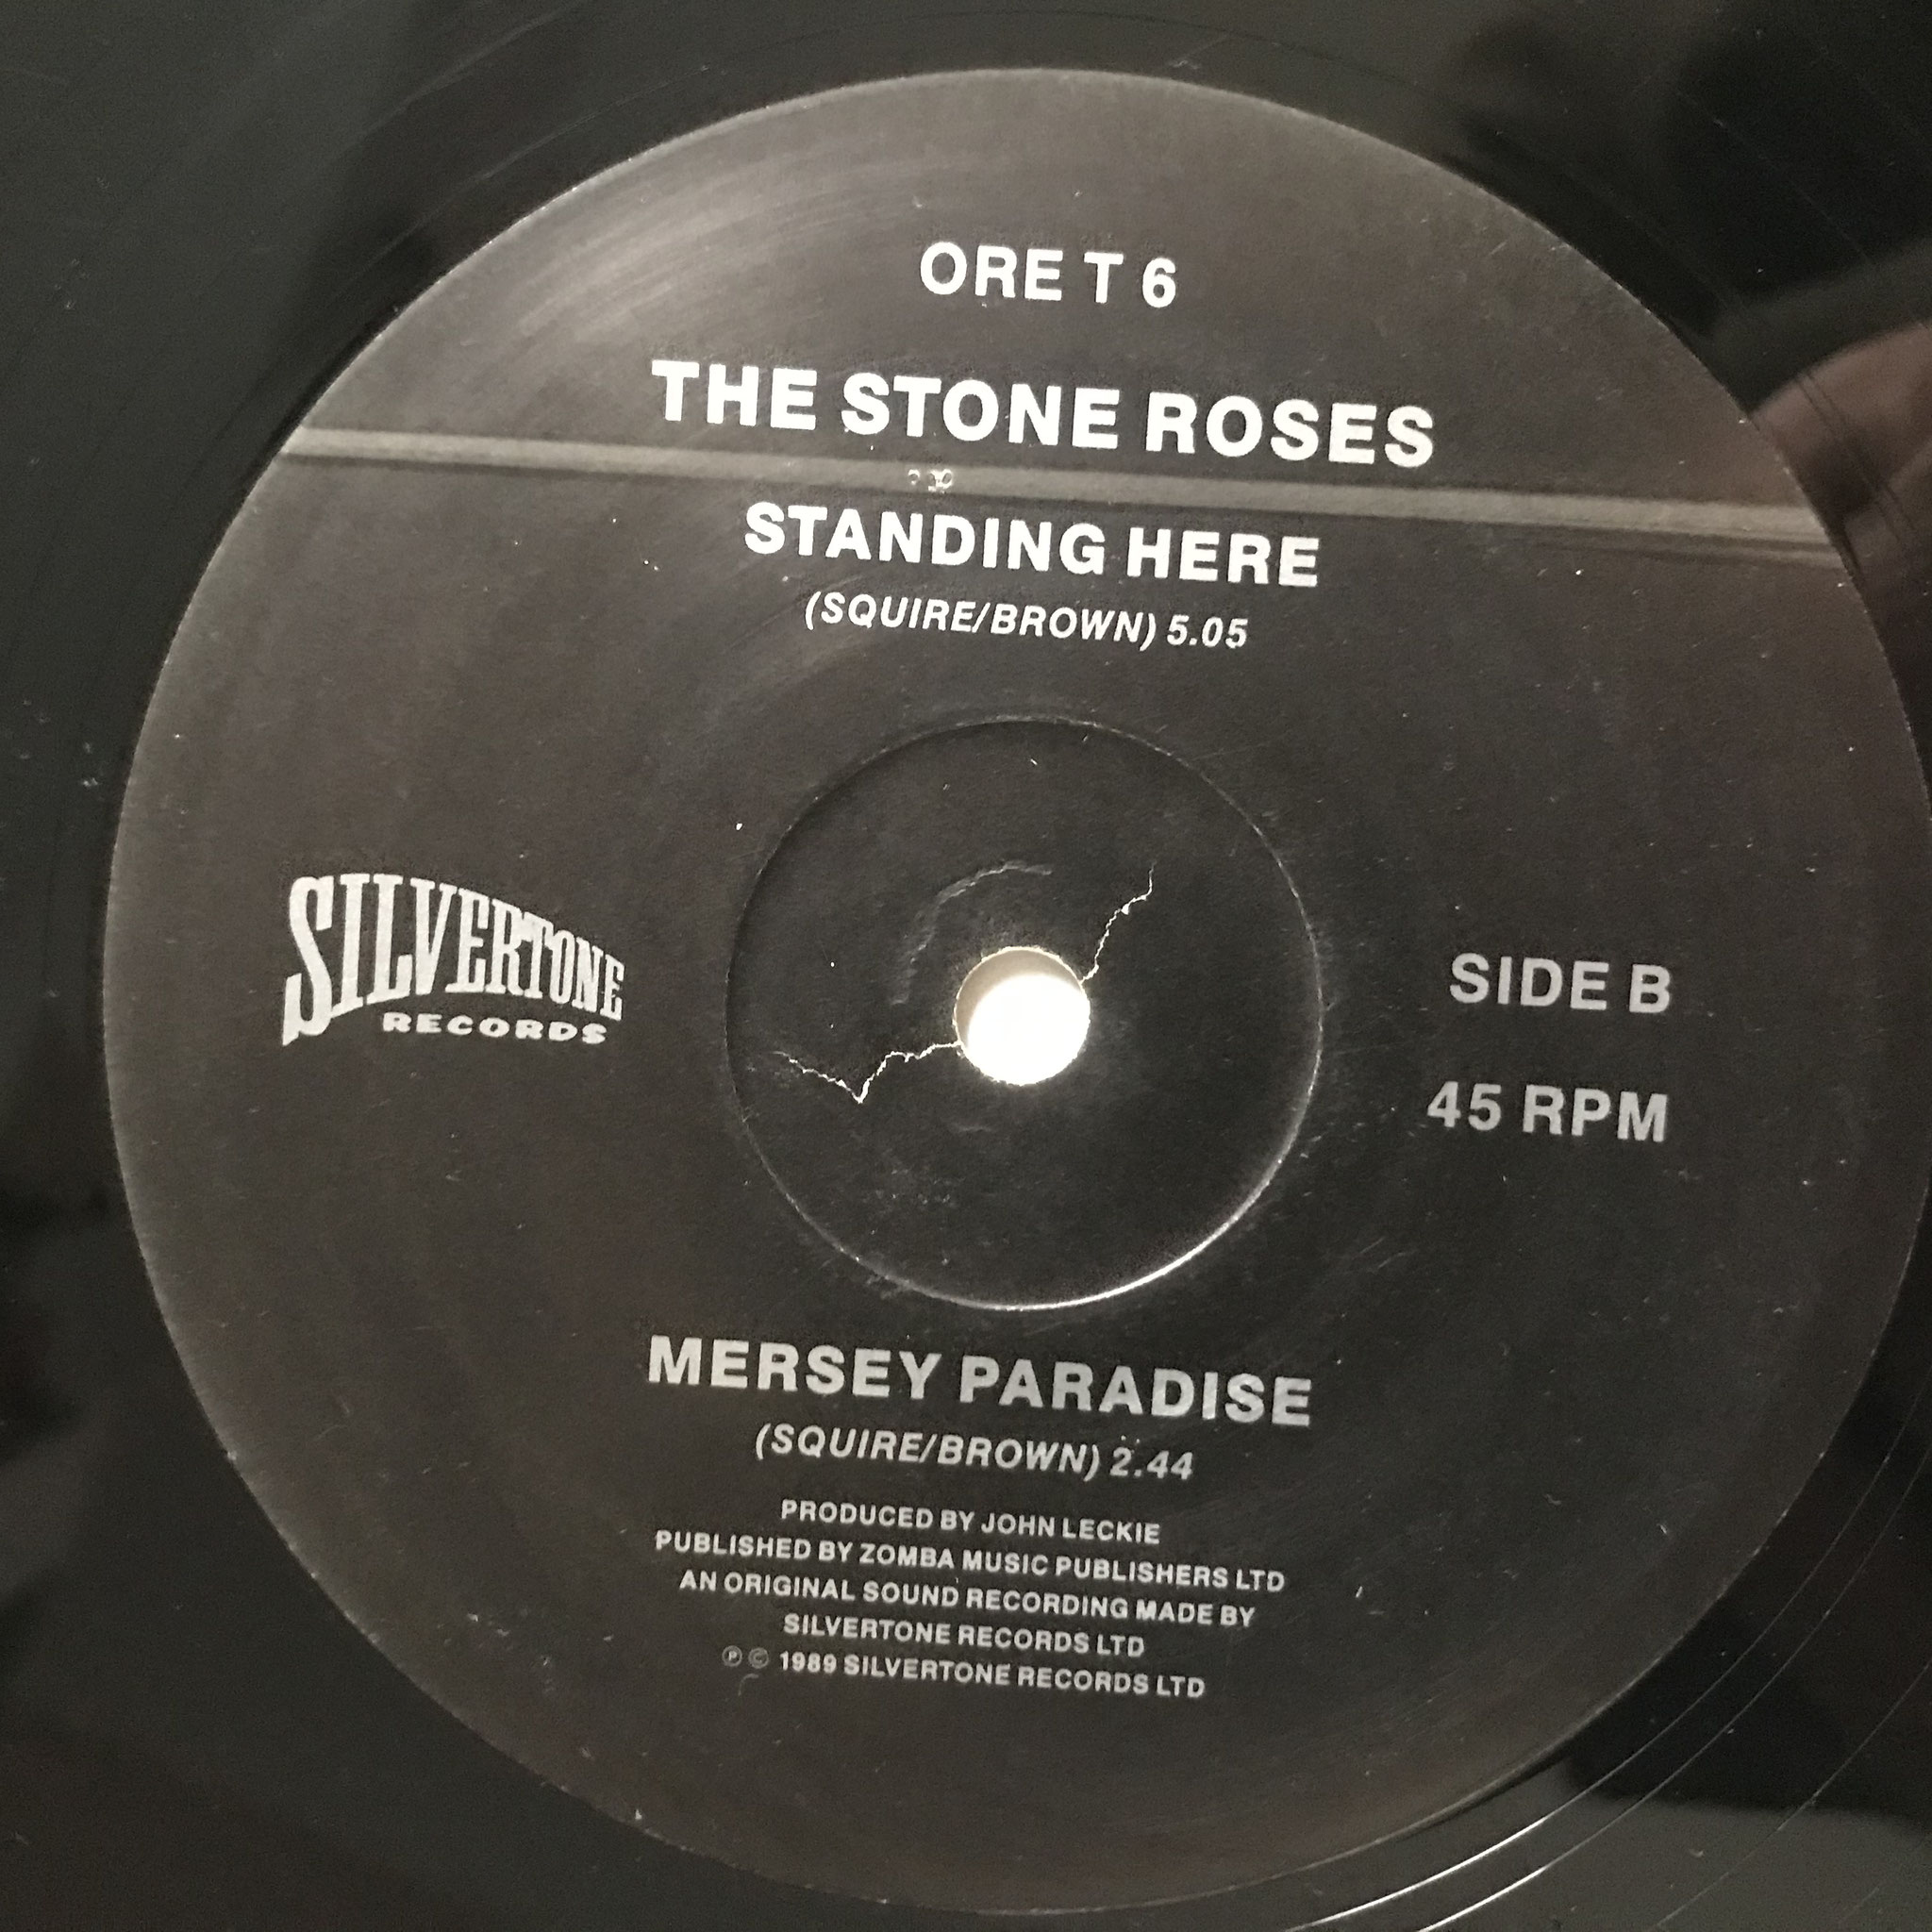 ORE T 6
THE STONE ROSES
STANDING HERE
(SQUIRE/BROWN) 5.05
SILVERTONE
RECORDS
SIDE B
45 RPM
MERSEY PARADISE
(SQUIRE/BROWN) 2.44
PRODUCED BY JOHN LECKIE
PUBLISHED BY ZOMBA MUSIC PUBLISHERS LTD
AN ORIGINAL SOUND RECORDING MADE BY
SILVERTONE RECORDS LTD
℗ © 1989 SILVERTONE RECORDS LTD